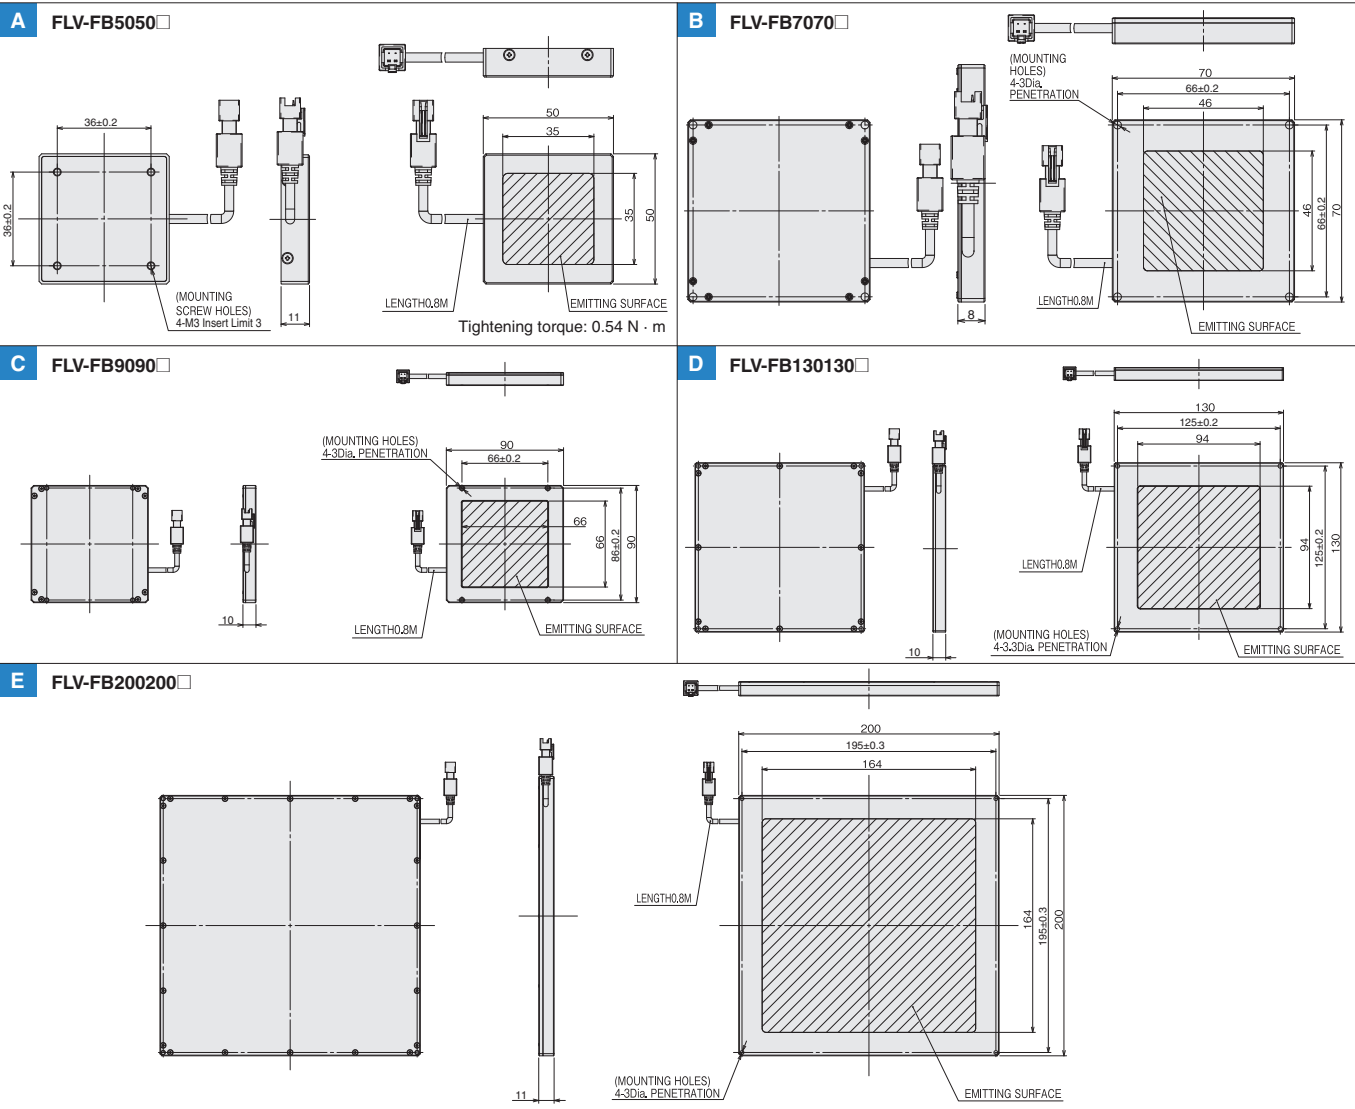 A FLV-FB5050□
36±0.2
36±0.2
(MOUNTING
SCREW HOLES)
4-M3 Insert Limit 3
11
50
35
35
50
LENGTH0.8M
EMITTING SURFACE
Tightening torque: 0.54 N · m
B FLV-FB7070□
(MOUNTING
HOLES)
4-3Dia.
PENETRATION
70
66±0.2
46
46
66±0.2
70
8
LENGTH0.8M
EMITTING SURFACE
C FLV-FB9090□
(MOUNTING HOLES)
4-3Dia. PENETRATION
90
66±0.2
66
66
86±0.2
90
10
LENGTH0.8M
EMITTING SURFACE
D FLV-FB130130□
130
125±0.2
94
94
125±0.2
130
LENGTH0.8M
(MOUNTING HOLES)
4-3.3Dia. PENETRATION
10
EMITTING SURFACE
E FLV-FB200200□
200
195±0.3
164
164
195±0.3
200
LENGTH0.8M
11
(MOUNTING HOLES)
4-3Dia. PENETRATION
EMITTING SURFACE